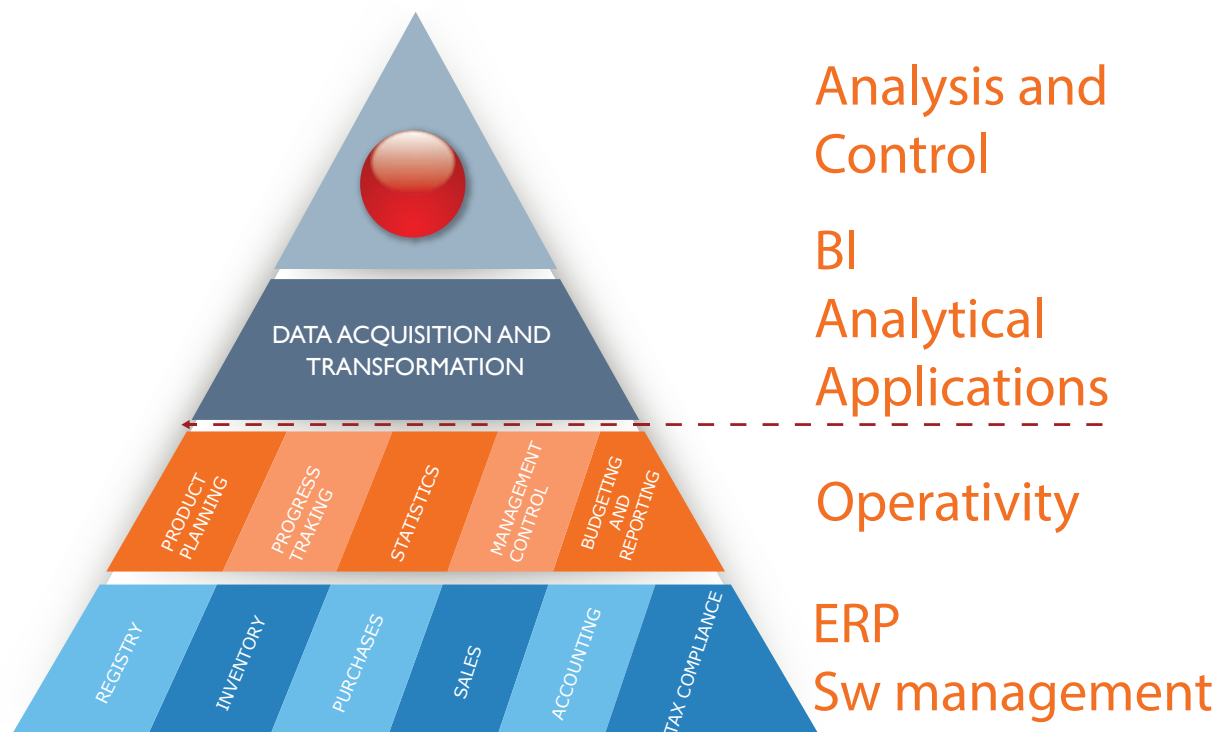 Analysis and
Control
BI
Analytical
Applications
DATA ACQUISITION AND
TRANSFORMATION
PRODUCT
PLANNING
PROGRESS
TRAKING
STATISTICS
MANAGEMENT
CONTROL
BUDGETING
AND
REPORTING
Operativity
REGISTRY
INVENTORY
PURCHASES
SALES
ACCOUNTING
TAX COMPLIANCE
ERP
Sw management